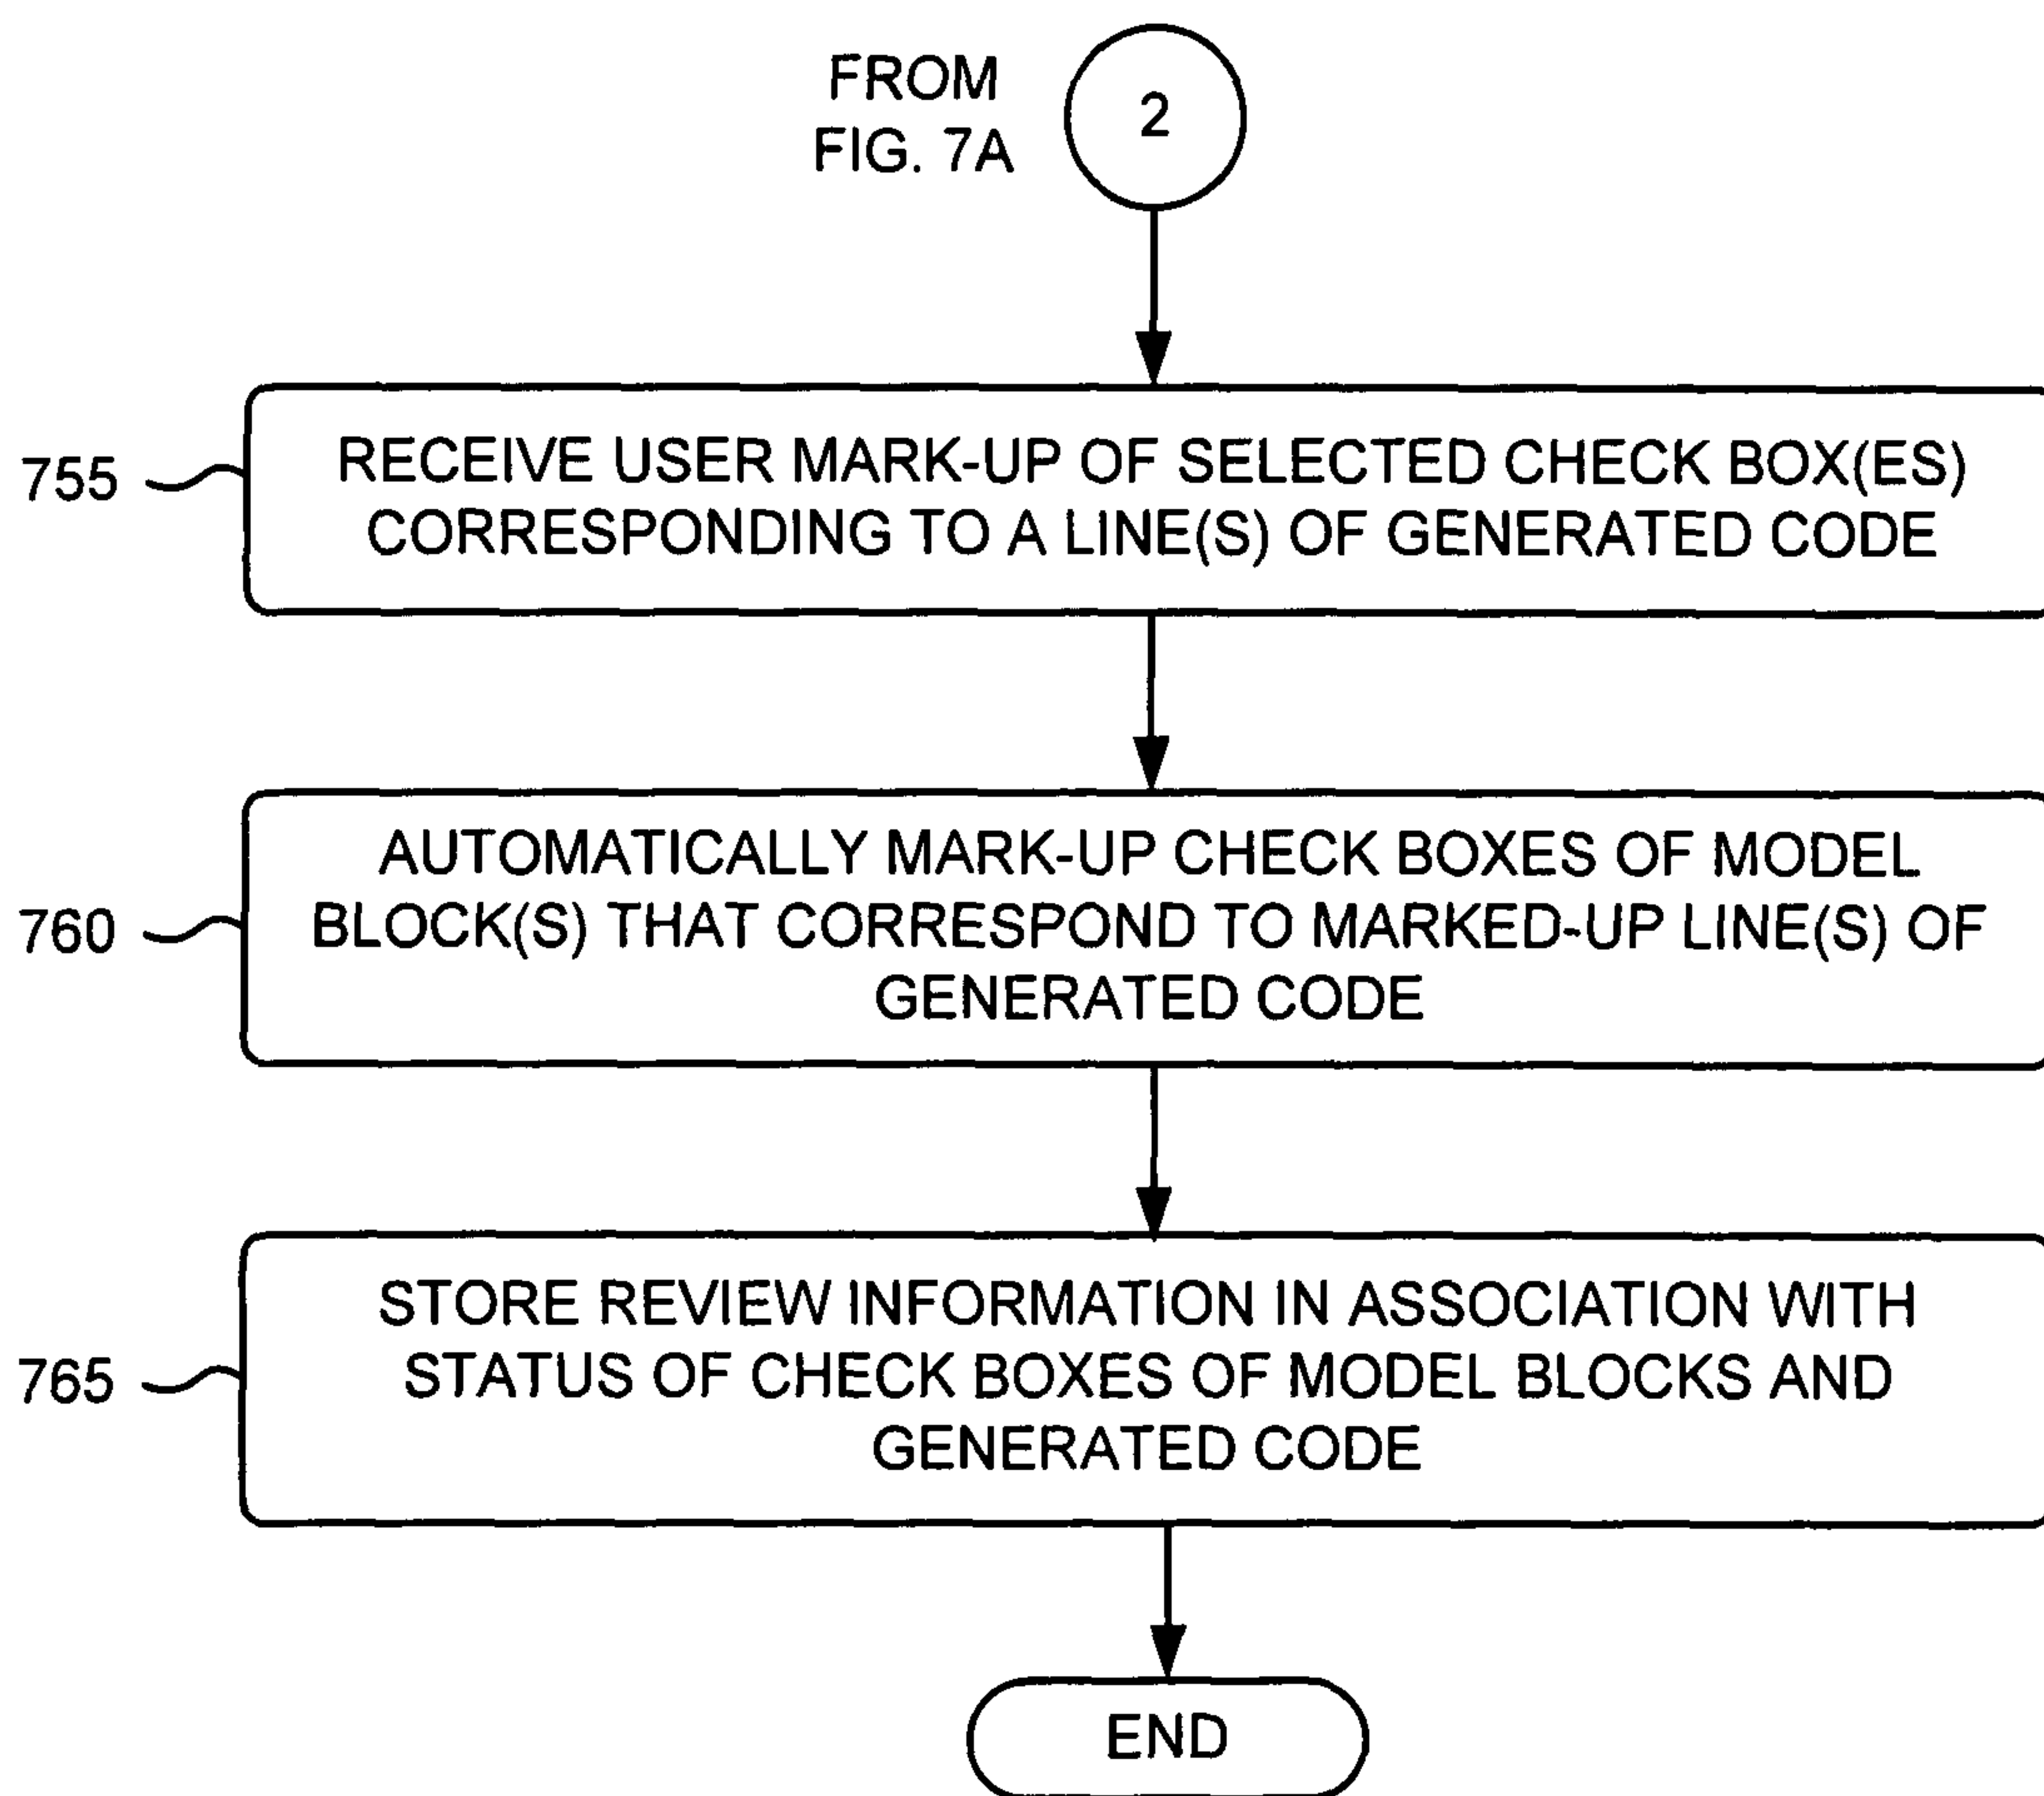 FROM
FIG. 7A
2
755
RECEIVE USER MARK-UP OF SELECTED CHECK BOX(ES)
CORRESPONDING TO A LINE(S) OF GENERATED CODE
760
AUTOMATICALLY MARK-UP CHECK BOXES OF MODEL
BLOCK(S) THAT CORRESPOND TO MARKED-UP LINE(S) OF
GENERATED CODE
765
STORE REVIEW INFORMATION IN ASSOCIATION WITH
STATUS OF CHECK BOXES OF MODEL BLOCKS AND
GENERATED CODE
END